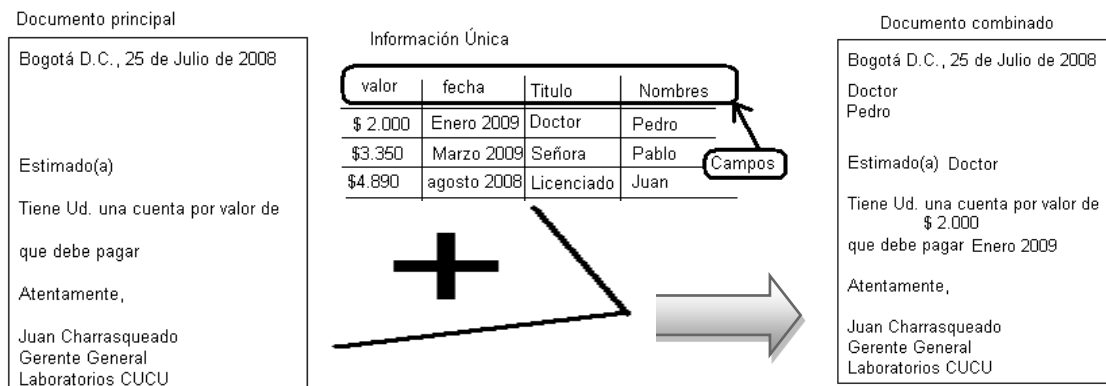 Documento principal
Bogotá D.C., 25 de Julio de 2008
Estimado(a)
Tiene Ud. una cuenta por valor de
que debe pagar
Atentamente,
Juan Charrasqueado
Gerente General
Laboratorios CUCU
Información Única
valor fecha Titulo Nombres
$ 2.000 Enero 2009 Doctor Pedro
$3.350 Marzo 2009 Señora Pablo
$4.890 agosto 2008 Licenciado Juan
Campos
Documento combinado
Bogotá D.C., 25 de Julio de 2008
Doctor
Pedro
Estimado(a) Doctor
Tiene Ud. una cuenta por valor de
$ 2.000
que debe pagar Enero 2009
Atentamente,
Juan Charrasqueado
Gerente General
Laboratorios CUCU